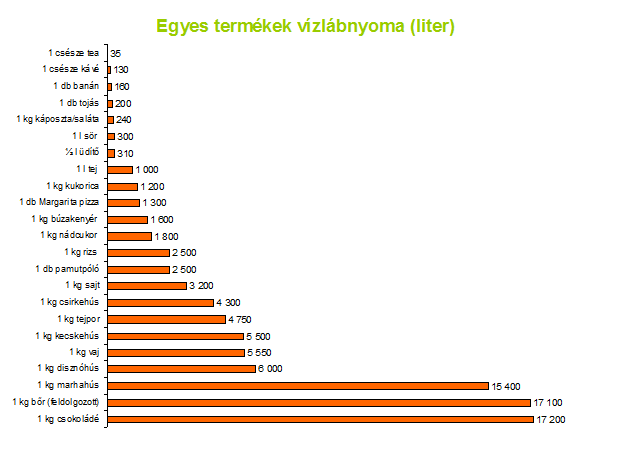 Egyes termékek vízlábnyoma (liter)
1 csésze tea 35
1 csésze kávé 130
1 db banán 160
1 db tojás 200
1 kg káposzta/saláta 240
1 l sör 300
½ l üdítő 310
1 l tej 1 000
1 kg kukorica 1 200
1 db Margarita pizza 1 300
1 kg búzakenyér 1 600
1 kg nádcukor 1 800
1 kg rizs 2 500
1 db pamutpóló 2 500
1 kg sajt 3 200
1 kg csirkehús 4 300
1 kg tejpor 4 750
1 kg kecskehús 5 500
1 kg vaj 5 550
1 kg disznóhús 6 000
1 kg marhahús 15 400
1 kg bőr (feldolgozott) 17 100
1 kg csokoládé 17 200